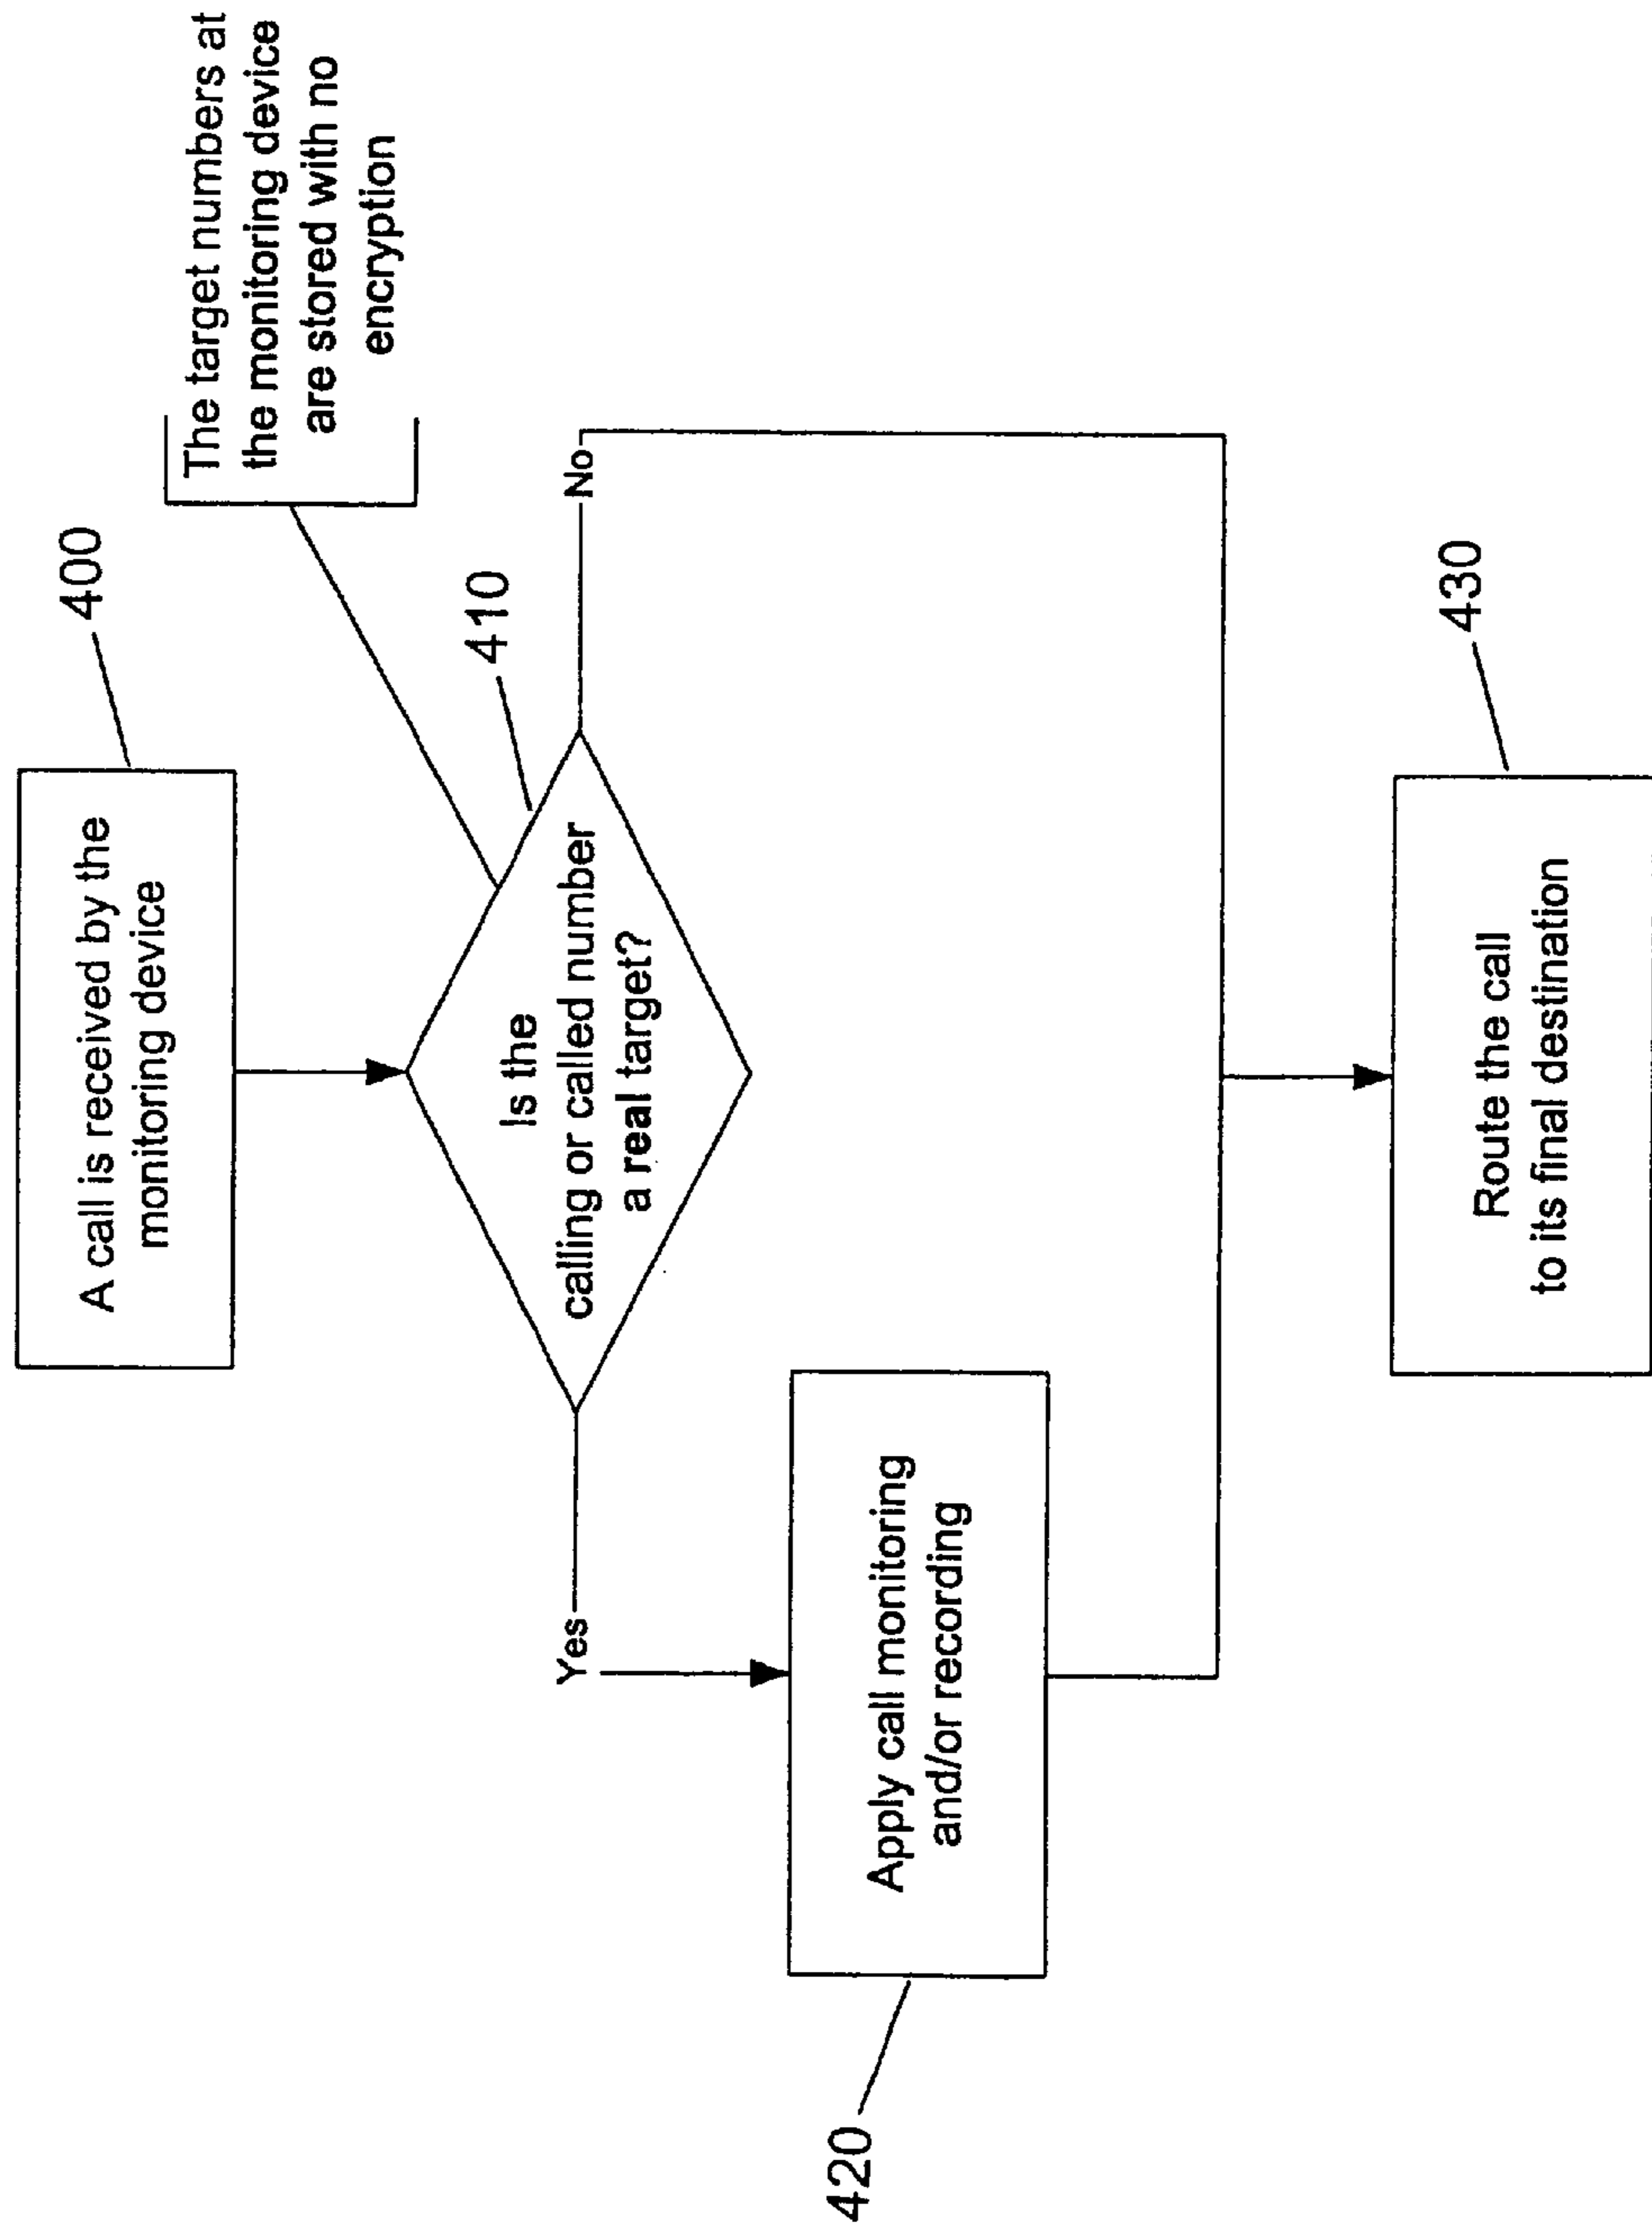 A call is received by the
monitoring device
400
The target numbers at
the monitoring device
are stored with no
encryption
410
Is the
calling or called number
a real target?
Yes
No
Apply call monitoring
and/or recording
420
Route the call
to its final destination
430